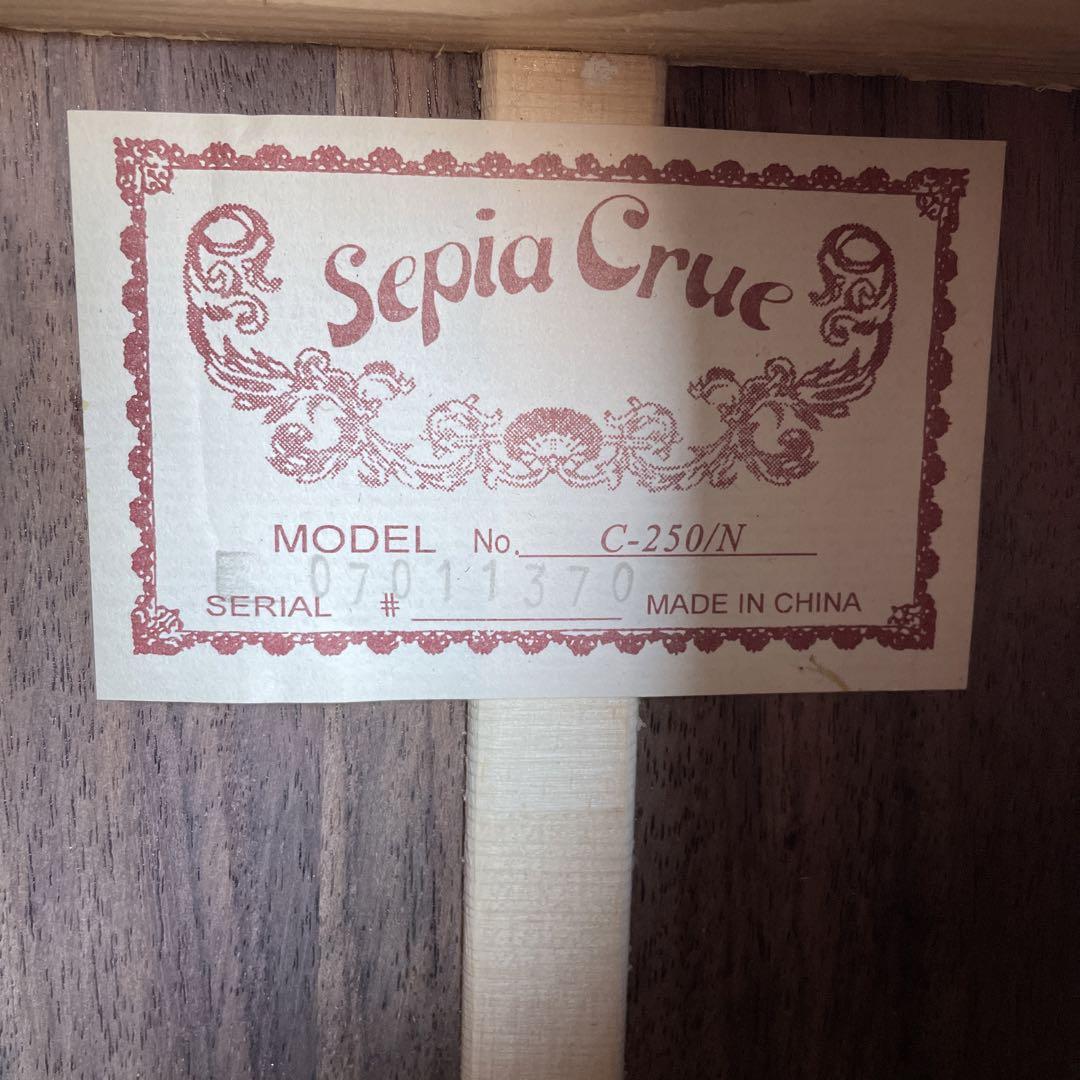 Sepia Crue
MODEL No. C-250/N
07011370
SERIAL # MADE IN CHINA